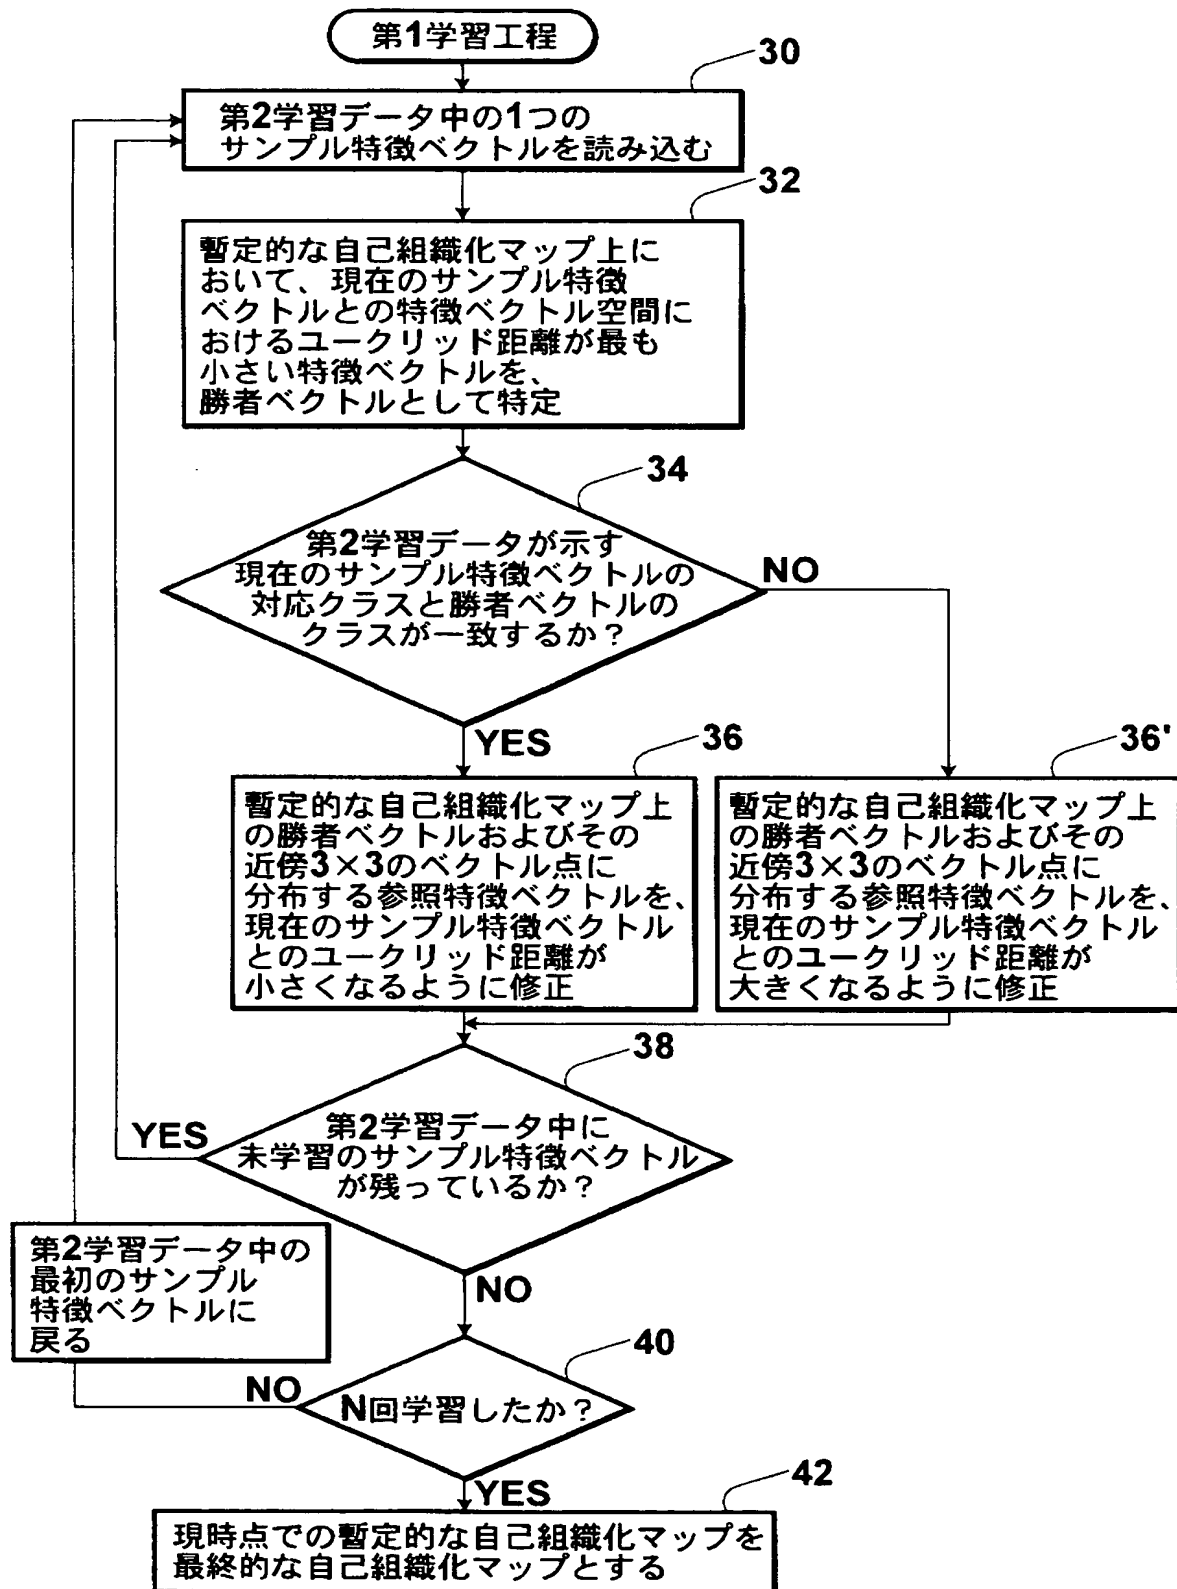 第1学習工程
30
第2学習データ中の1つの
サンプル特徴ベクトルを読み込む
32
暫定的な自己組織化マップ上に
おいて、現在のサンプル特徴
ベクトルとの特徴ベクトル空間に
おけるユークリッド距離が最も
小さい特徴ベクトルを、
勝者ベクトルとして特定
34
第2学習データが示す
現在のサンプル特徴ベクトルの
対応クラスと勝者ベクトルの
クラスが一致するか？
NO
YES
36
暫定的な自己組織化マップ上
の勝者ベクトルおよびその
近傍3×3のベクトル点に
分布する参照特徴ベクトルを、
現在のサンプル特徴ベクトル
とのユークリッド距離が
小さくなるように修正
36'
暫定的な自己組織化マップ上
の勝者ベクトルおよびその
近傍3×3のベクトル点に
分布する参照特徴ベクトルを、
現在のサンプル特徴ベクトル
とのユークリッド距離が
大きくなるように修正
38
第2学習データ中に
未学習のサンプル特徴ベクトル
が残っているか？
YES
NO
第2学習データ中の
最初のサンプル
特徴ベクトルに
戻る
40
N回学習したか？
NO
YES
42
現時点での暫定的な自己組織化マップを
最終的な自己組織化マップとする